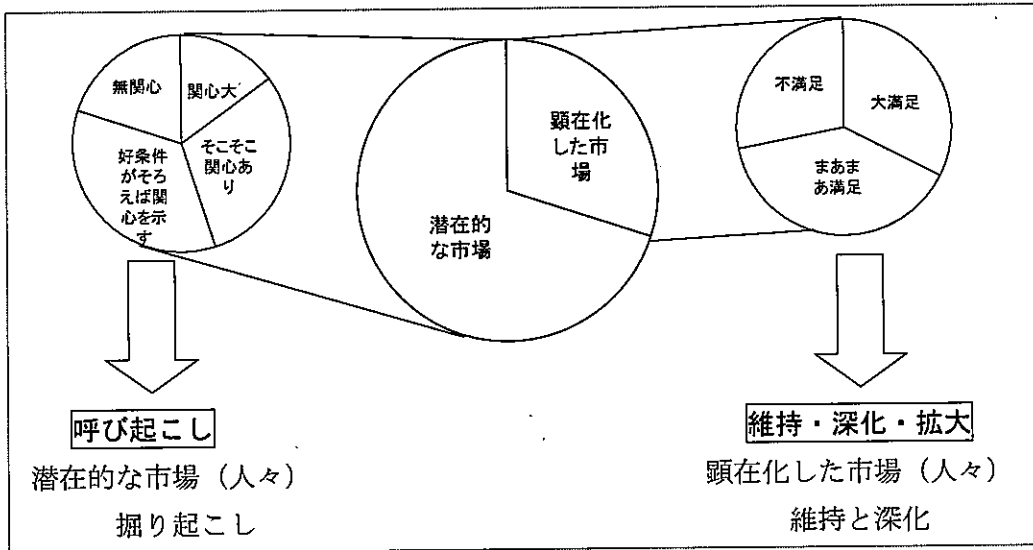 無関心
関心大
そこそこ
関心あ
り
好条件
がそろ
えば関
心を示
す
顕在化
した市
場
潜在的
な市場
不満足
大満足
まあま
あ満足
呼び起こし
潜在的な市場（人々）
掘り起こし
維持・深化・拡大
顕在化した市場（人々）
維持と深化